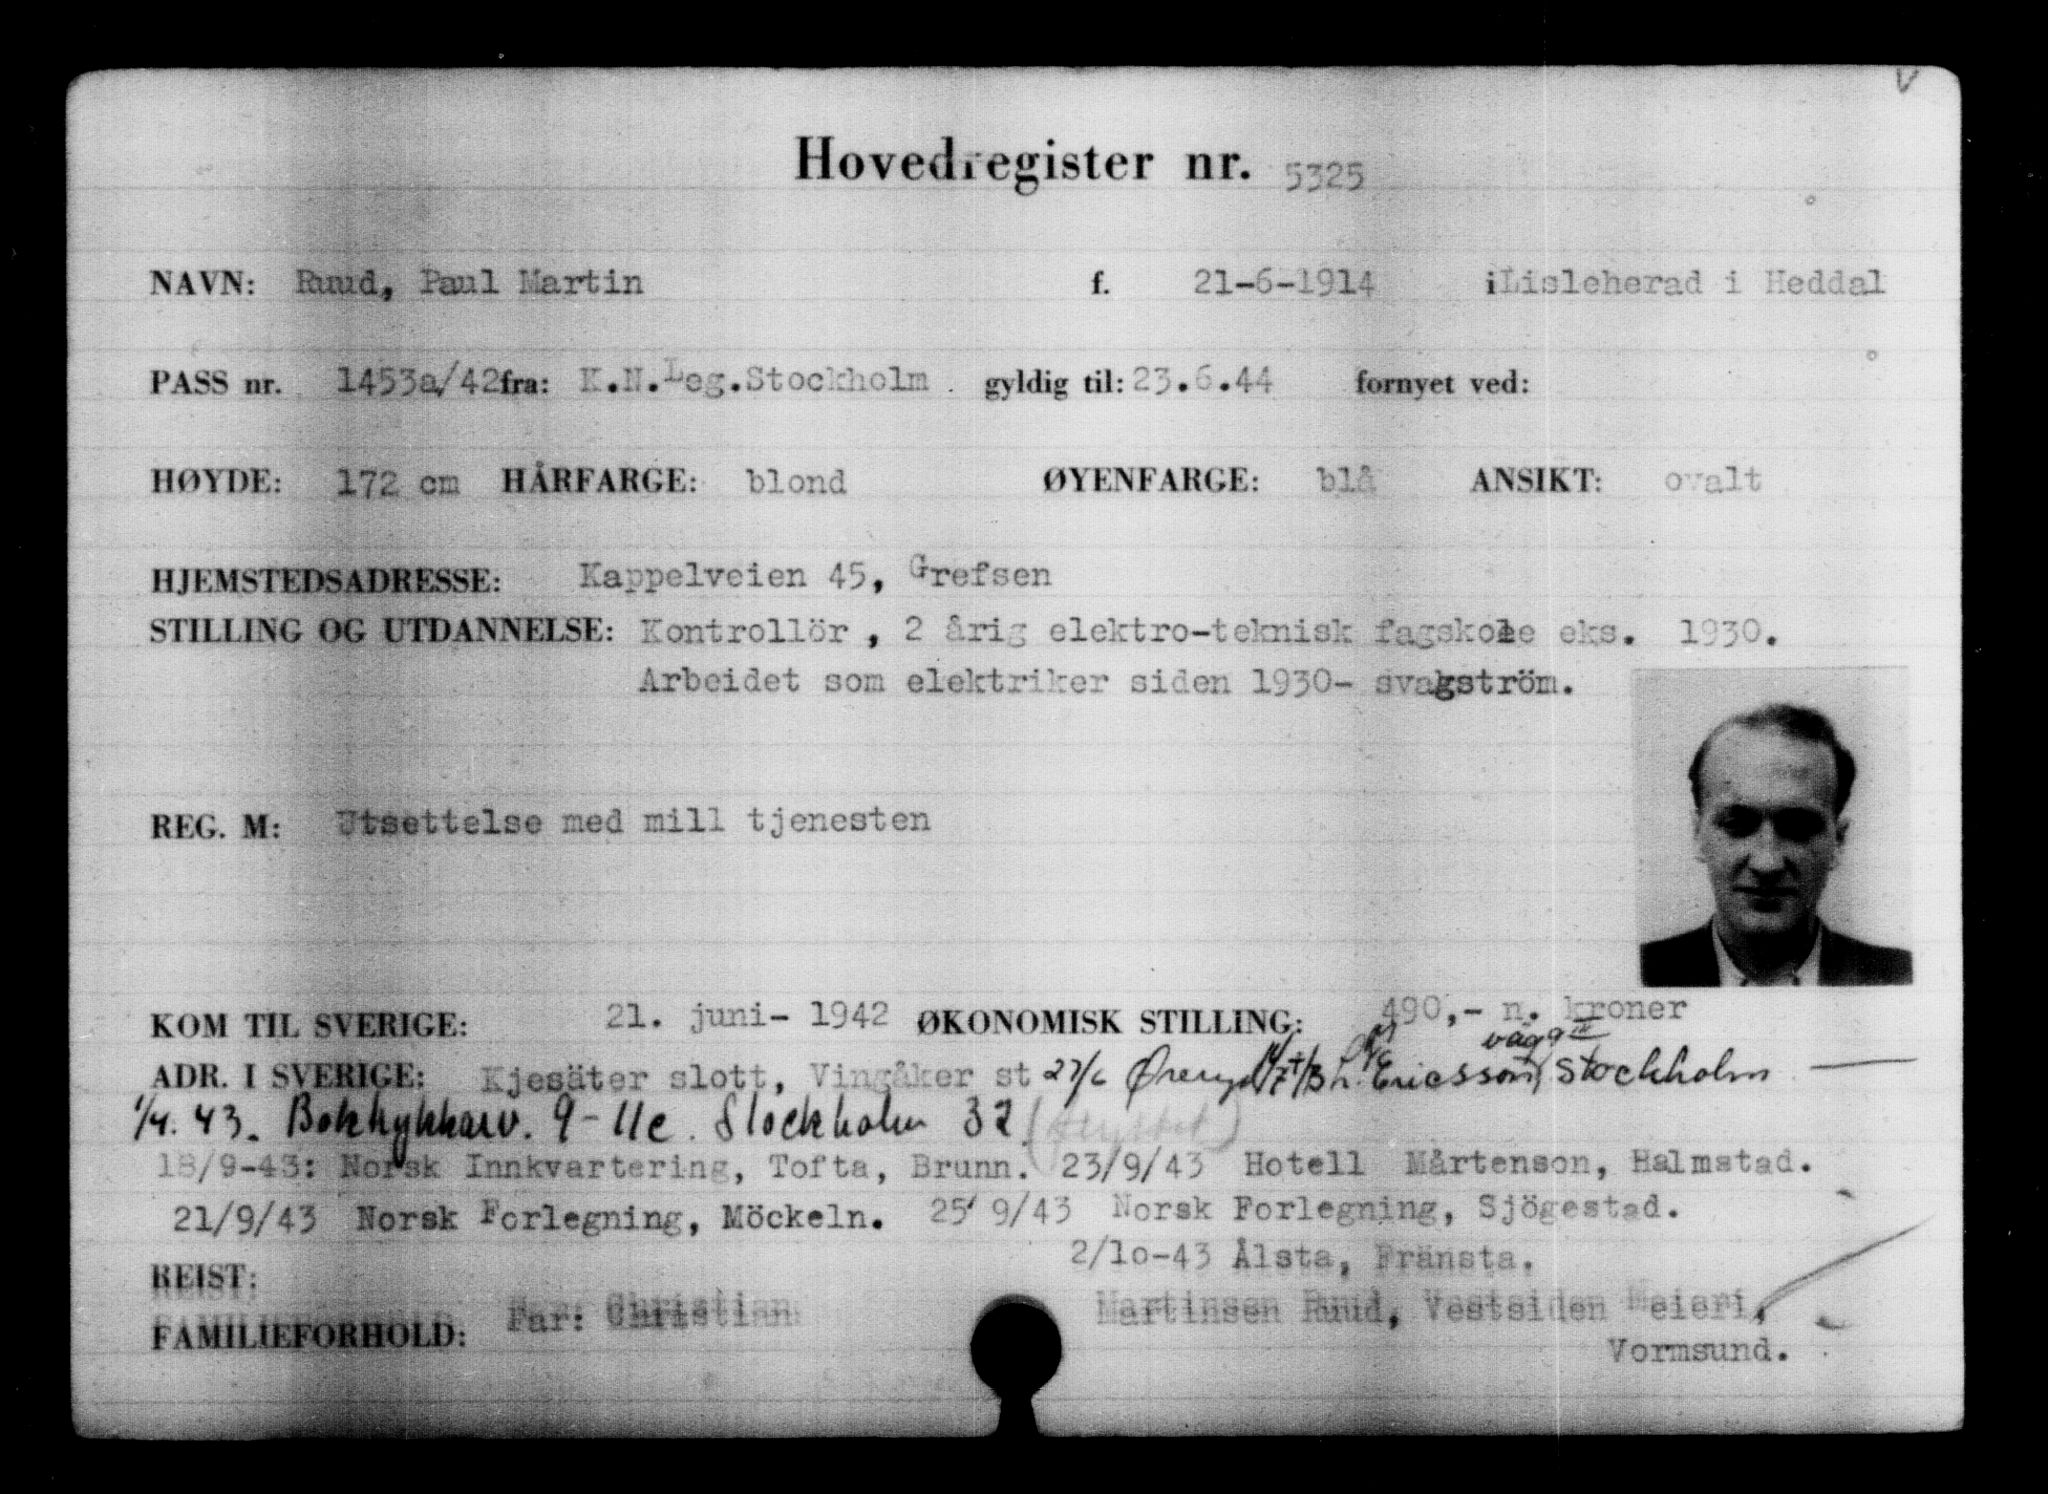 Hovedregister nr. 5325
NAVN: Ruud, Paul Martin f. 21-6-1914 i Lisleherad i Heddal
PASS nr. 1453a/42 fra: K.N.Leg.Stockholm gyldig til: 23.6.44 fornyet ved:
HØYDE: 172 cm HÅRFARGE: blond ØYENFARGE: blå ANSIKT: ovalt
HJEMSTEDSADRESSE: Kappelveien 45, Grefsen
STILLING OG UTDANNELSE: Kontrollör, 2 årig elektro-teknisk fagskole eks. 1930.
Arbeidet som elektriker siden 1930- svagström.
REG. M: Utsettelse med mill tjenesten
KOM TIL SVERIGE: 21. juni- 1942 ØKONOMISK STILLING: 490,- n. kroner
ADR. I SVERIGE: Kjesäter slott, Vingåker st 27/6 L. Ericsson, Stockholm
1/4. 43. 9-11c. Stockholm 32
18/9-43: Norsk Innkvartering, Tofta, Brunn. 23/9/43 Hotell Mårtenson, Halmstad.
21/9/43 Norsk Forlegning, Möckeln. 25 9/43 Norsk Forlegning, Sjögestad.
2/10-43 Ålsta, Fränsta.
REIST:
FAMILIEFORHOLD: Far: Christian Martinsen Ruud, Vestsiden Meieri,
Vormsund.